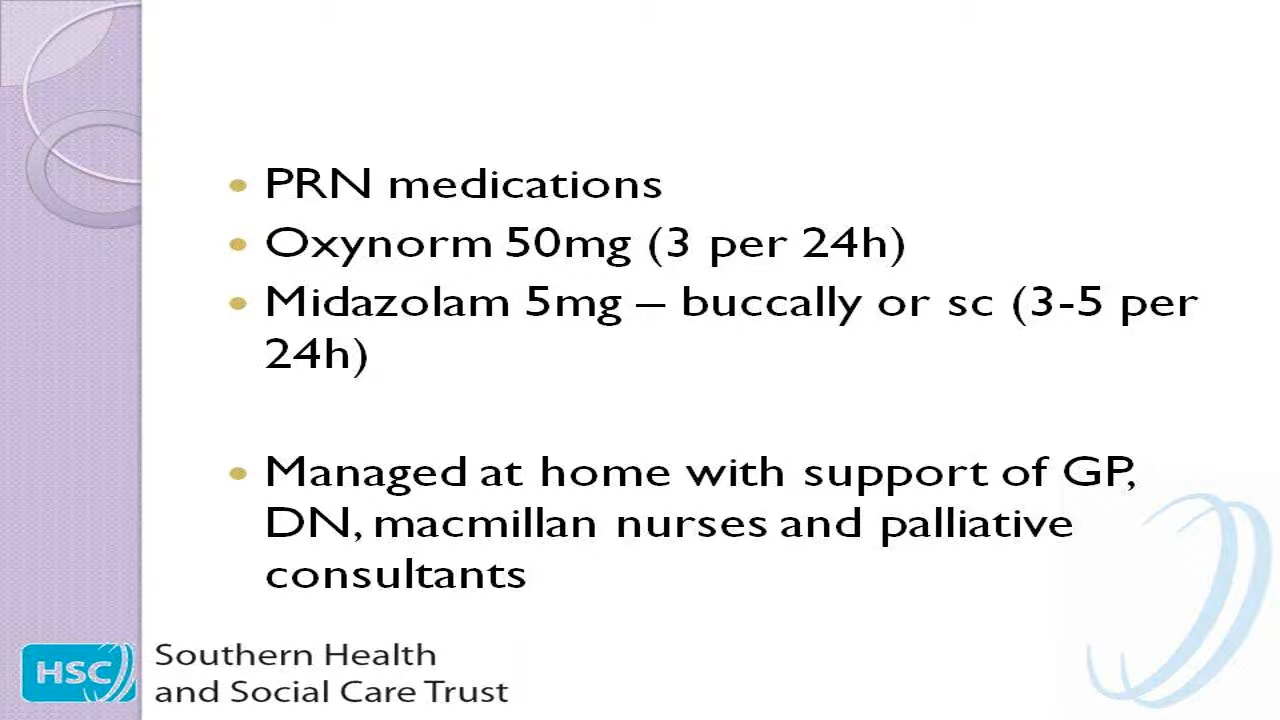 • PRN medications
• Oxynorm 50mg (3 per 24h)
• Midazolam 5mg – buccally or sc (3-5 per
24h)
• Managed at home with support of GP,
DN, macmillan nurses and palliative
consultants
HSC
Southern Health
and Social Care Trust